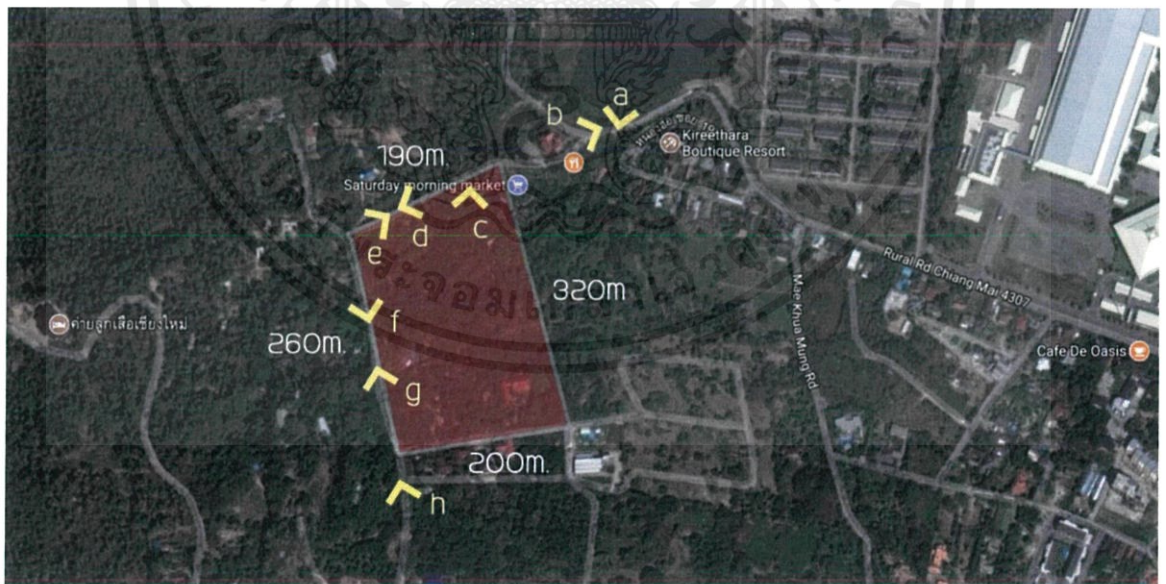 a
b
Kireethara
Boutique Resort
190m.
Saturday morning market
c
d
e
320m
Rural Rd Chiang Mai 4307
Mae Khua Mung Rd
f
ค่ายลูกเสือเชียงใหม่
260m.
Cafe De Oasis
g
200m.
h